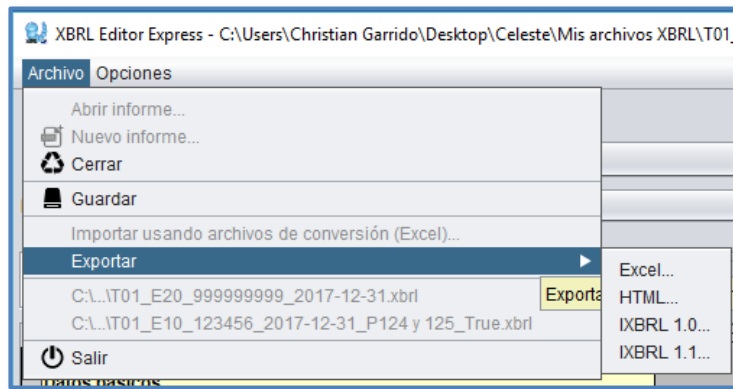 XBRL Editor Express - C:\Users\Christian Garrido\Desktop\Celeste\Mis archivos XBRL\T01_
Archivo Opciones
Abrir informe...
Nuevo informe...
Cerrar
Guardar
Importar usando archivos de conversión (Excel)...
Exportar
Excel...
C:\...\T01_E20_999999999_2017-12-31.xbrl
Exporta
HTML...
C:\...\T01_E10_123456_2017-12-31_P124 y 125_True.xbrl
IXBRL 1.0...
IXBRL 1.1...
Salir
Datos básicos